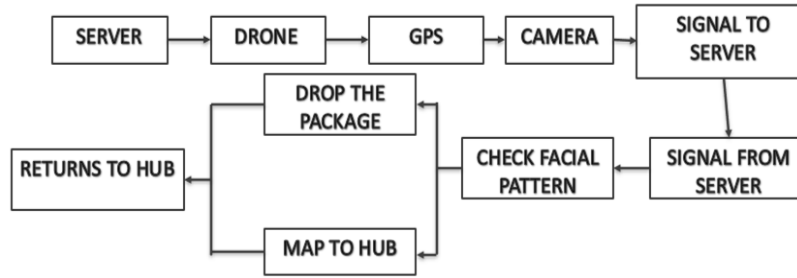 SERVER
DRONE
GPS
CAMERA
SIGNAL TO
SERVER
DROP THE
PACKAGE
RETURNS TO HUB
CHECK FACIAL
PATTERN
SIGNAL FROM
SERVER
MAP TO HUB